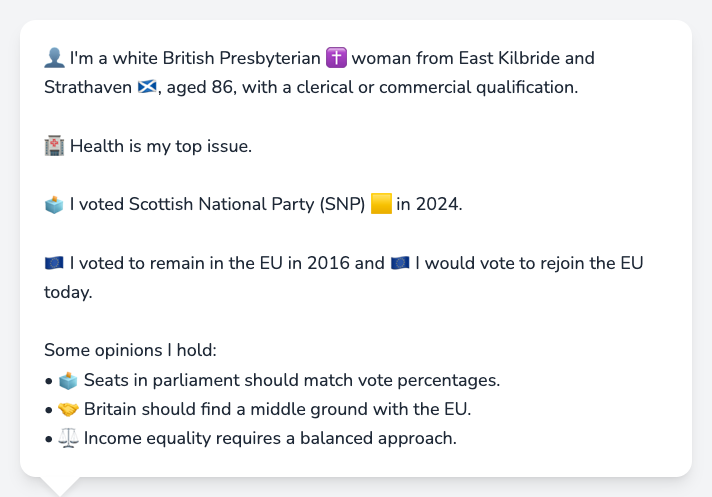 👤 I'm a white British Presbyterian ✝️ woman from East Kilbride and
Strathaven 🏴󠁧󠁢󠁳󠁣󠁴󠁿, aged 86, with a clerical or commercial qualification.
🏥 Health is my top issue.
🗳️ I voted Scottish National Party (SNP) 🟨 in 2024.
🇪🇺 I voted to remain in the EU in 2016 and 🇪🇺 I would vote to rejoin the EU
today.
Some opinions I hold:
• 🗳️ Seats in parliament should match vote percentages.
• 🤝 Britain should find a middle ground with the EU.
• ⚖️ Income equality requires a balanced approach.